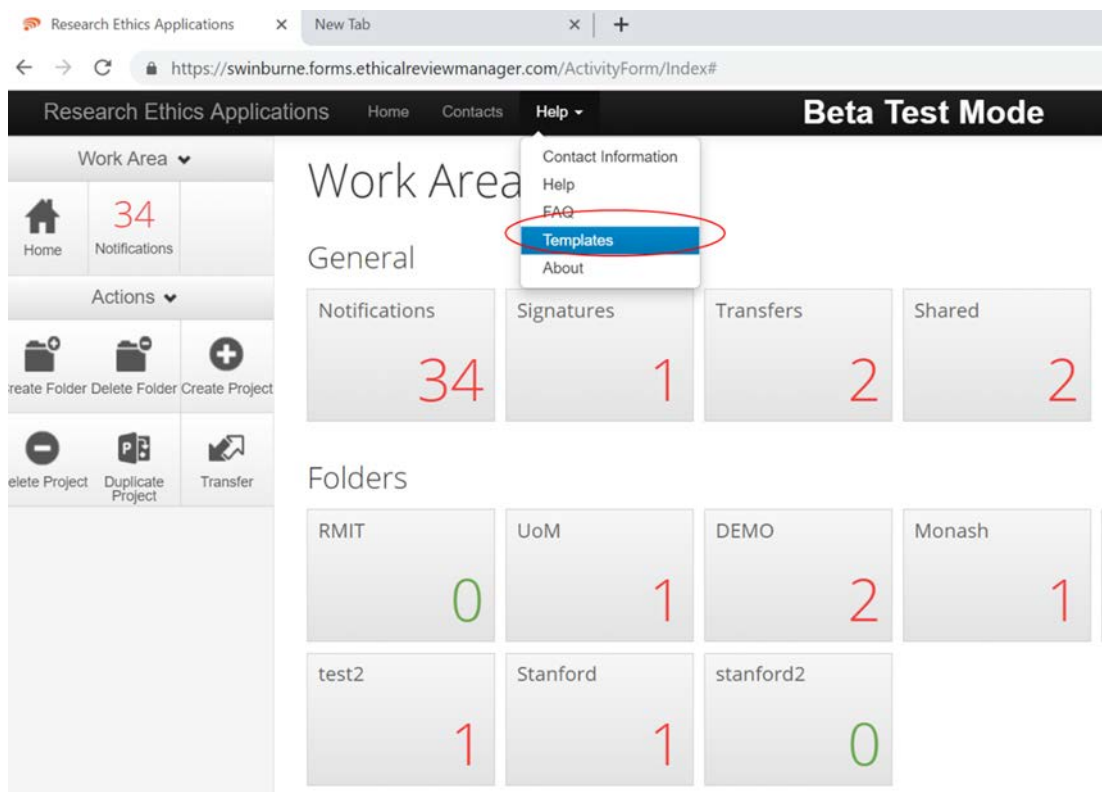 Research Ethics Applications
New Tab
https://swinburne.forms.ethicalreviewmanager.com/ActivityForm/Index#
Research Ethics Applications Home Contacts Help
Beta Test Mode
Work Area
Home
34
Notifications
Actions
reate Folder
Delete Folder
Create Project
elete Project
Duplicate
Project
Transfer
Contact Information
Help
FAQ
Templates
About
Work Area
General
Notifications
34
Signatures
1
Transfers
2
Shared
2
Folders
RMIT
0
UoM
1
DEMO
2
Monash
1
test2
1
Stanford
1
stanford2
0